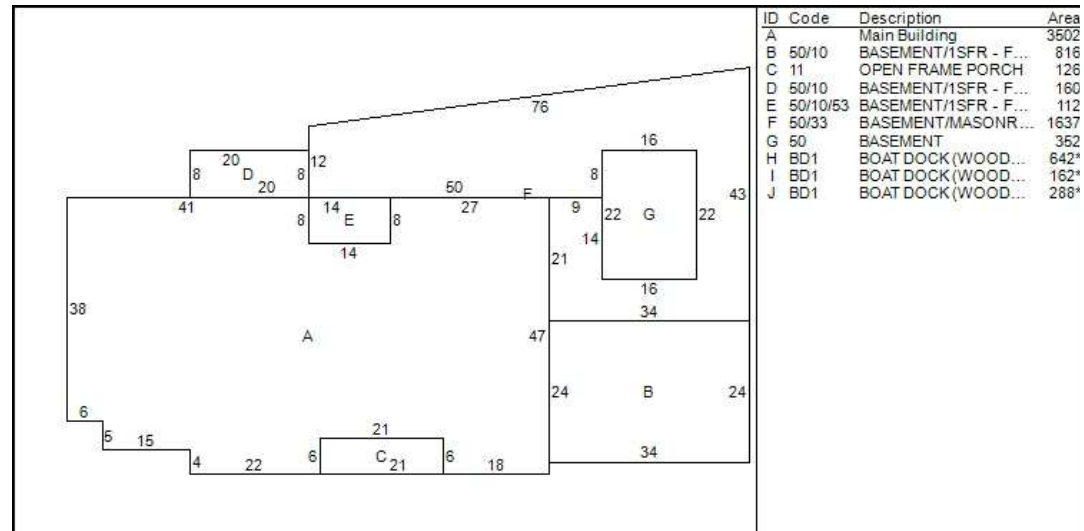 ID Code Description Area
A Main Building 3502
B 50/10 BASEMENT/1SFR - F... 816
C 11 OPEN FRAME PORCH 126
D 50/10 BASEMENT/1SFR - F... 160
E 50/10/53 BASEMENT/1SFR - F... 112
F 50/33 BASEMENT/MASONR... 1637
G 50 BASEMENT 352
H BD1 BOAT DOCK (WOOD... 642*
I BD1 BOAT DOCK (WOOD... 162*
J BD1 BOAT DOCK (WOOD... 288*
76
16
20 12
8 D 8 8
20 50 F 43
41 14 27 9
8 E 8 22 G 22
14
14
21
16
38
34
A 47
24 B 24
6
21
5 15
6 C 21 6
34
4 22 18